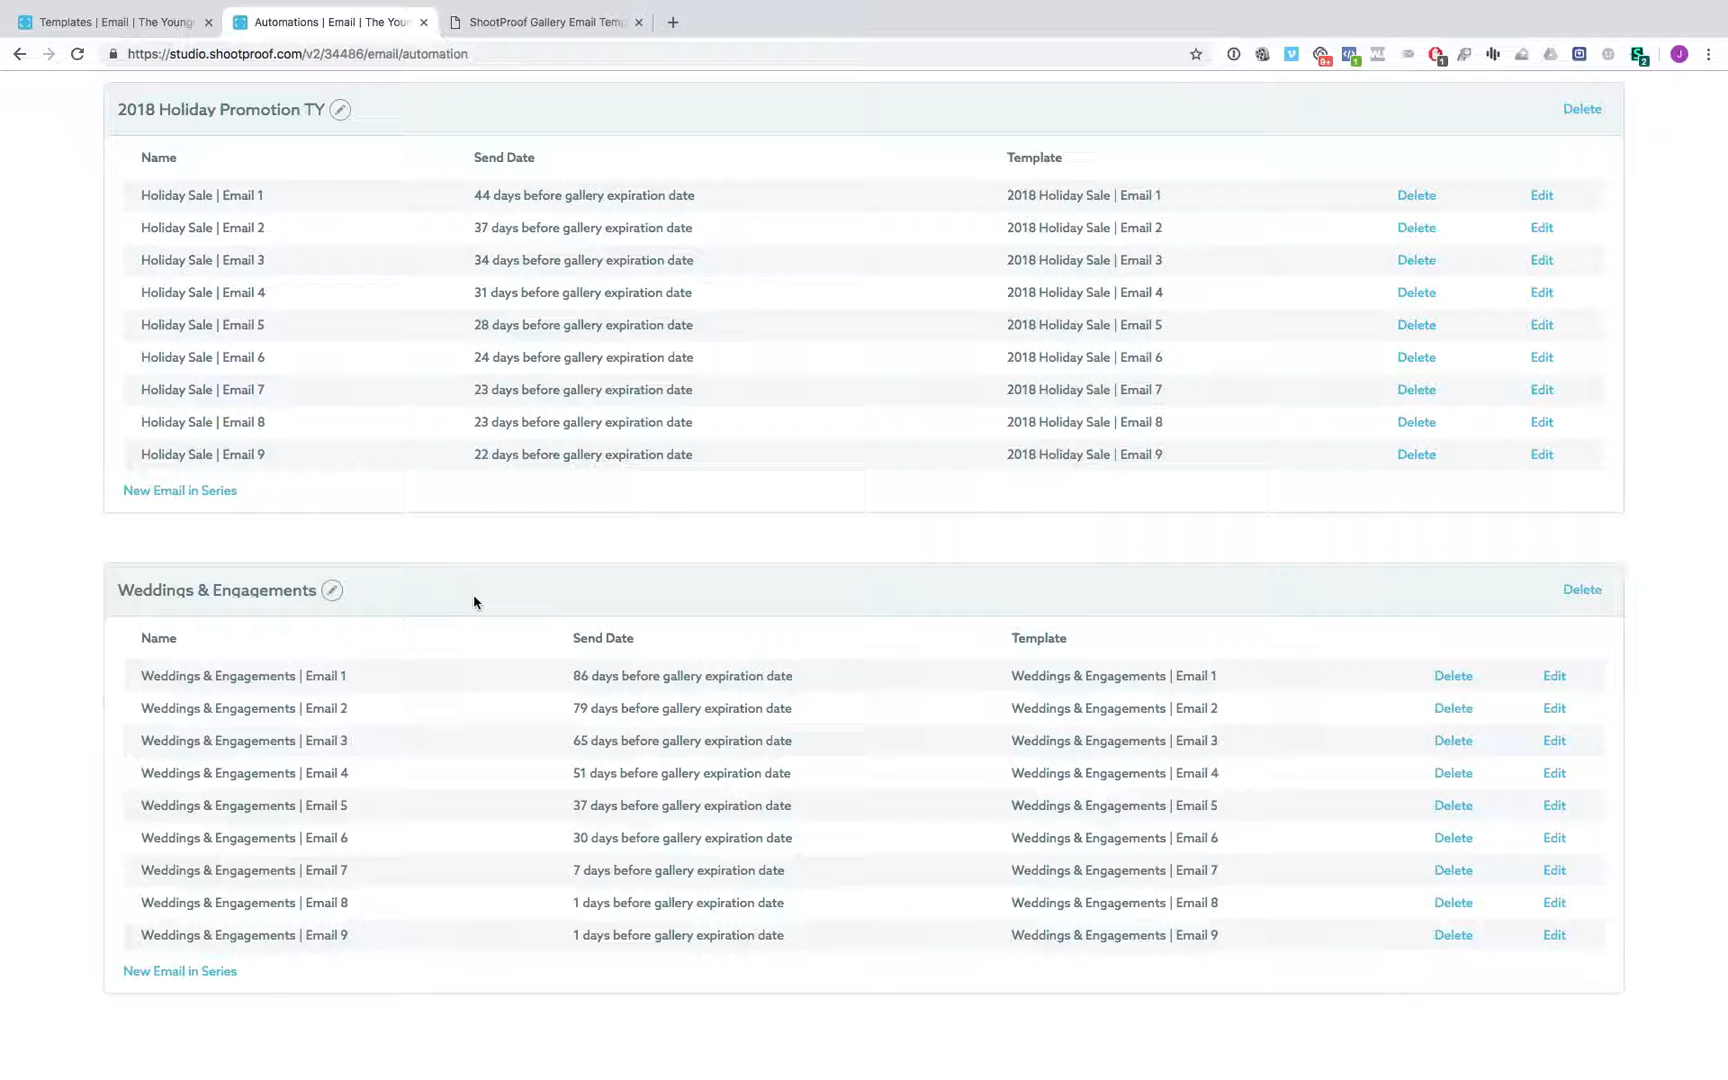 Templates | Email | The Young
Automations | Email | The You
ShootProof Gallery Email Temp
https://studio.shootproof.com/v2/34486/email/automation
9+
1
1
2
J
2018 Holiday Promotion TY
Delete
Name Send Date Template
Holiday Sale | Email 1 44 days before gallery expiration date 2018 Holiday Sale | Email 1 Delete Edit
Holiday Sale | Email 2 37 days before gallery expiration date 2018 Holiday Sale | Email 2 Delete Edit
Holiday Sale | Email 3 34 days before gallery expiration date 2018 Holiday Sale | Email 3 Delete Edit
Holiday Sale | Email 4 31 days before gallery expiration date 2018 Holiday Sale | Email 4 Delete Edit
Holiday Sale | Email 5 28 days before gallery expiration date 2018 Holiday Sale | Email 5 Delete Edit
Holiday Sale | Email 6 24 days before gallery expiration date 2018 Holiday Sale | Email 6 Delete Edit
Holiday Sale | Email 7 23 days before gallery expiration date 2018 Holiday Sale | Email 7 Delete Edit
Holiday Sale | Email 8 23 days before gallery expiration date 2018 Holiday Sale | Email 8 Delete Edit
Holiday Sale | Email 9 22 days before gallery expiration date 2018 Holiday Sale | Email 9 Delete Edit
New Email in Series
Weddings & Engagements
Delete
Name Send Date Template
Weddings & Engagements | Email 1 86 days before gallery expiration date Weddings & Engagements | Email 1 Delete Edit
Weddings & Engagements | Email 2 79 days before gallery expiration date Weddings & Engagements | Email 2 Delete Edit
Weddings & Engagements | Email 3 65 days before gallery expiration date Weddings & Engagements | Email 3 Delete Edit
Weddings & Engagements | Email 4 51 days before gallery expiration date Weddings & Engagements | Email 4 Delete Edit
Weddings & Engagements | Email 5 37 days before gallery expiration date Weddings & Engagements | Email 5 Delete Edit
Weddings & Engagements | Email 6 30 days before gallery expiration date Weddings & Engagements | Email 6 Delete Edit
Weddings & Engagements | Email 7 7 days before gallery expiration date Weddings & Engagements | Email 7 Delete Edit
Weddings & Engagements | Email 8 1 days before gallery expiration date Weddings & Engagements | Email 8 Delete Edit
Weddings & Engagements | Email 9 1 days before gallery expiration date Weddings & Engagements | Email 9 Delete Edit
New Email in Series